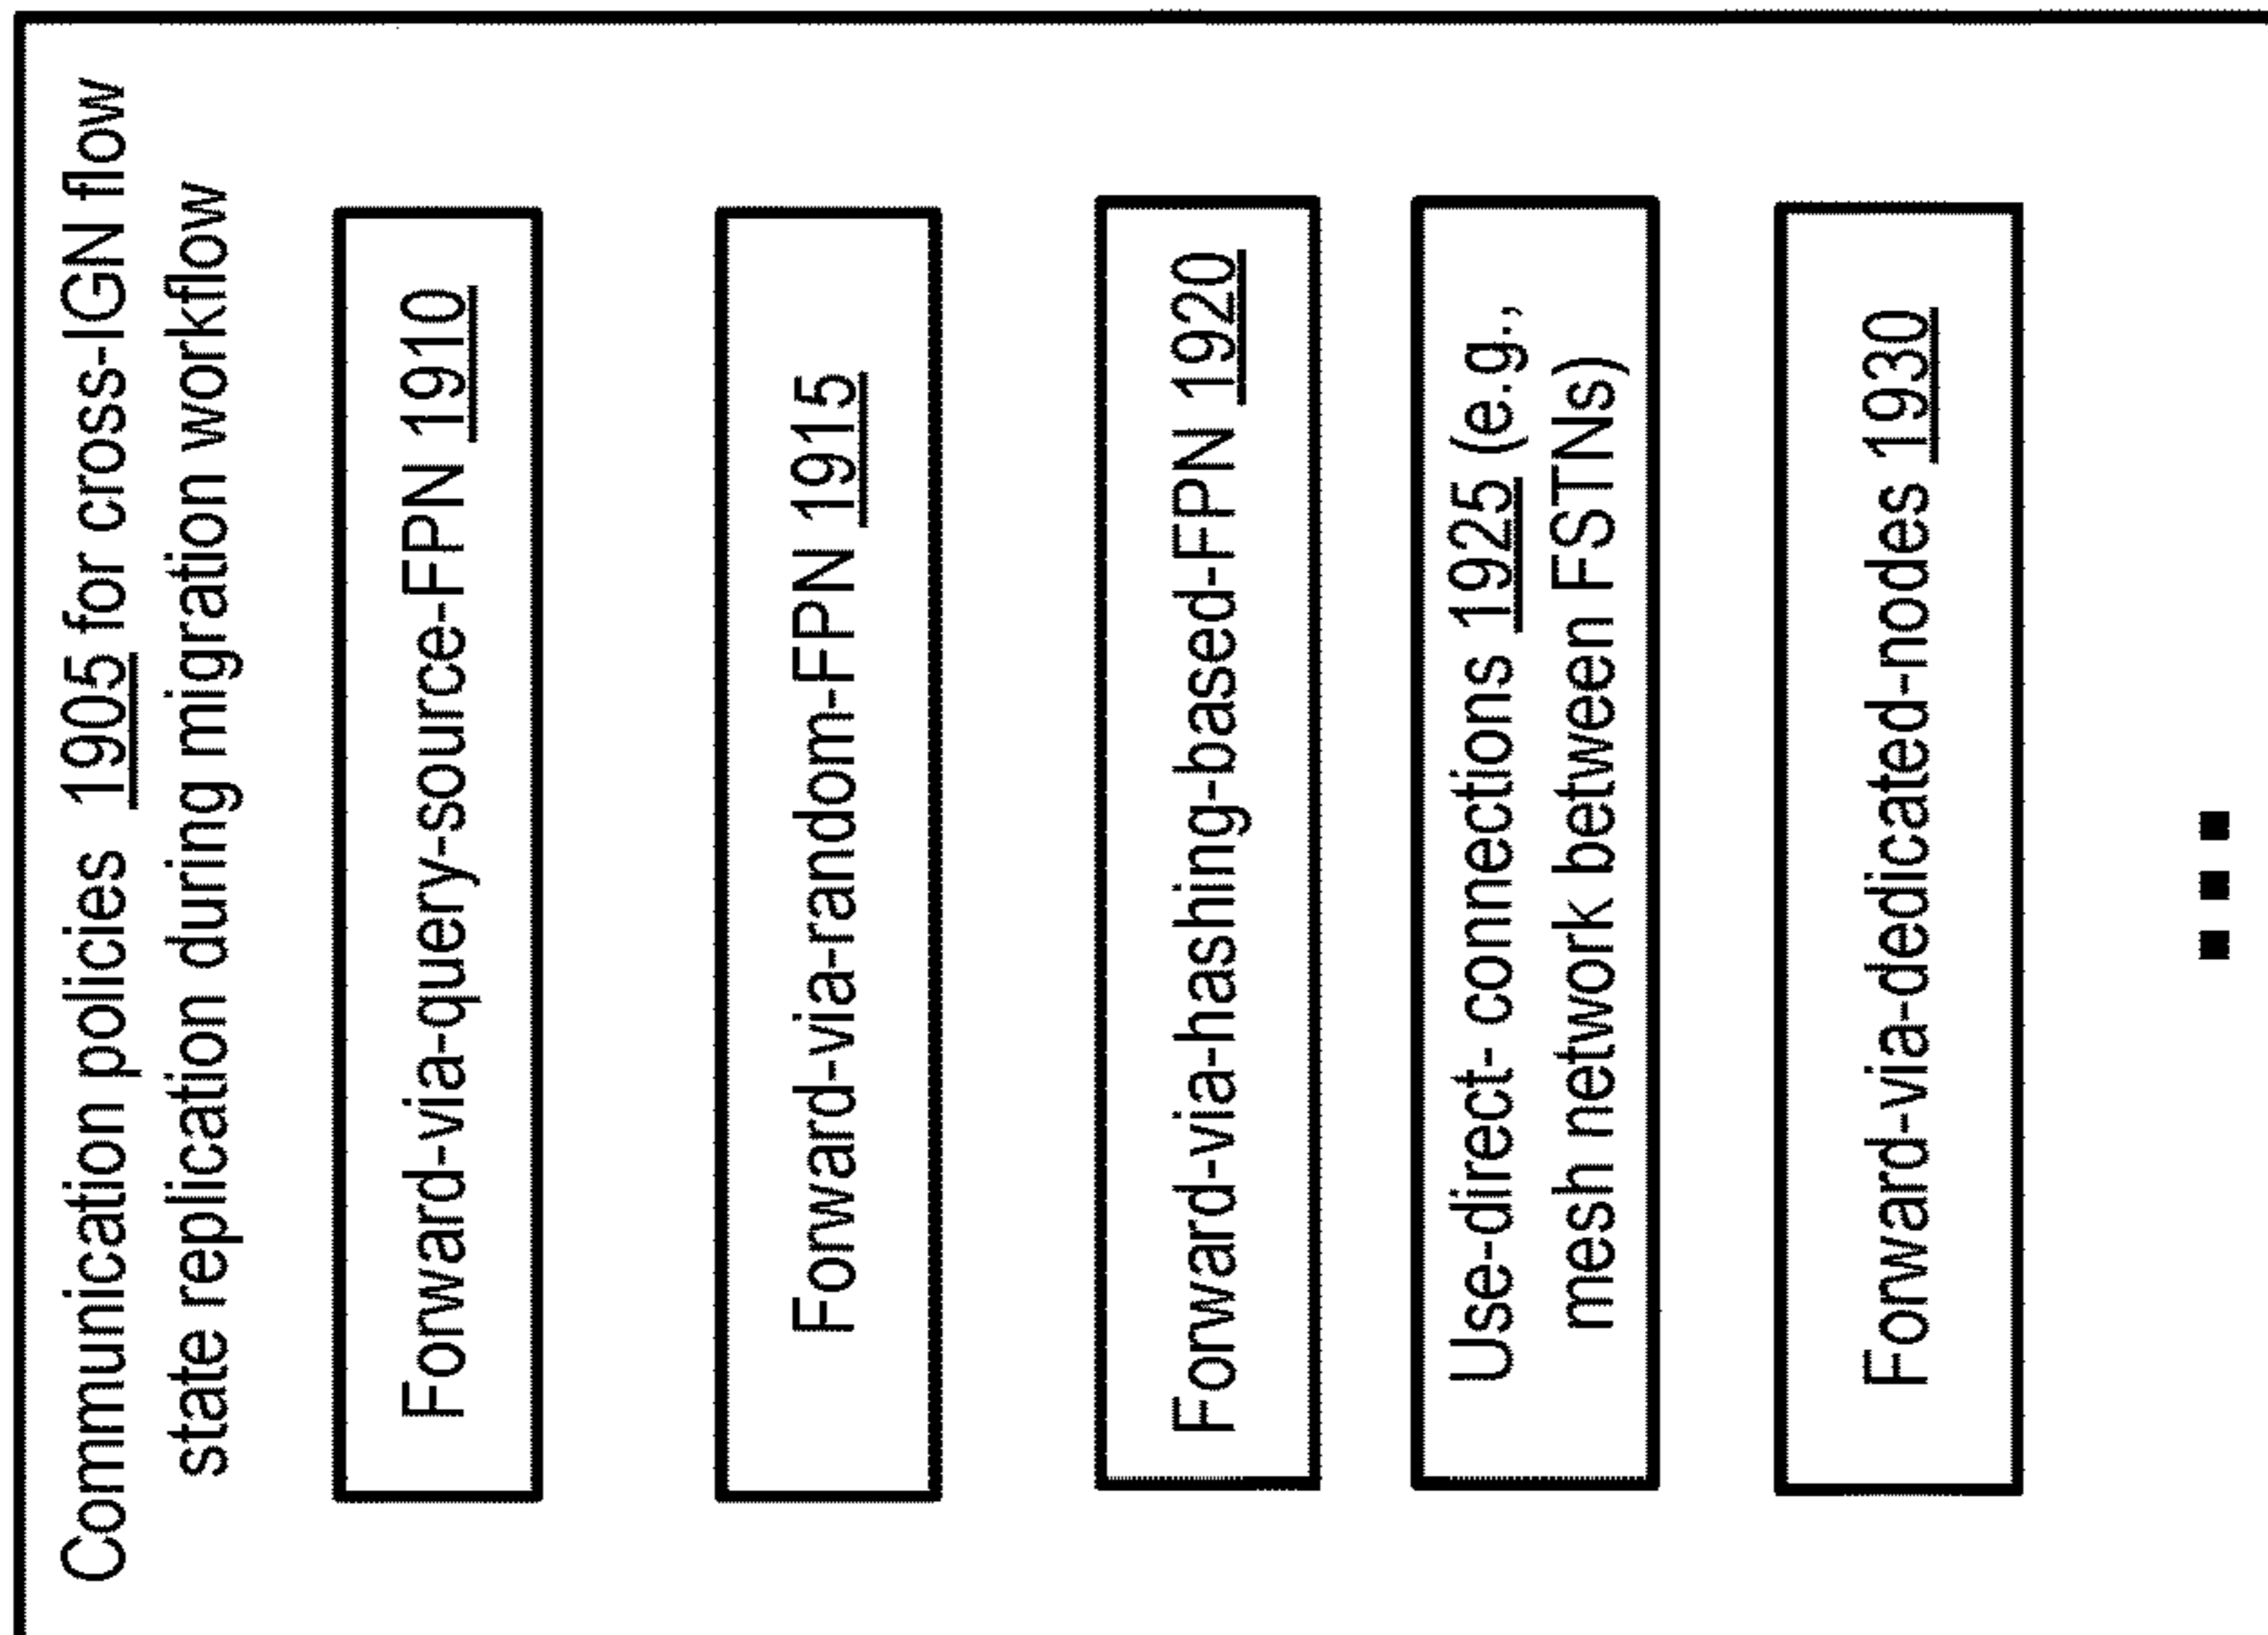 Communication policies 1905 for cross-IGN flow
state replication during migration workflow
Forward-via-query-source-FPN 1910
Forward-via-random-FPN 1915
Forward-via-hashing-based-FPN 1920
Use-direct- connections 1925 (e.g.,
mesh network between FSTNs)
Forward-via-dedicated-nodes 1930